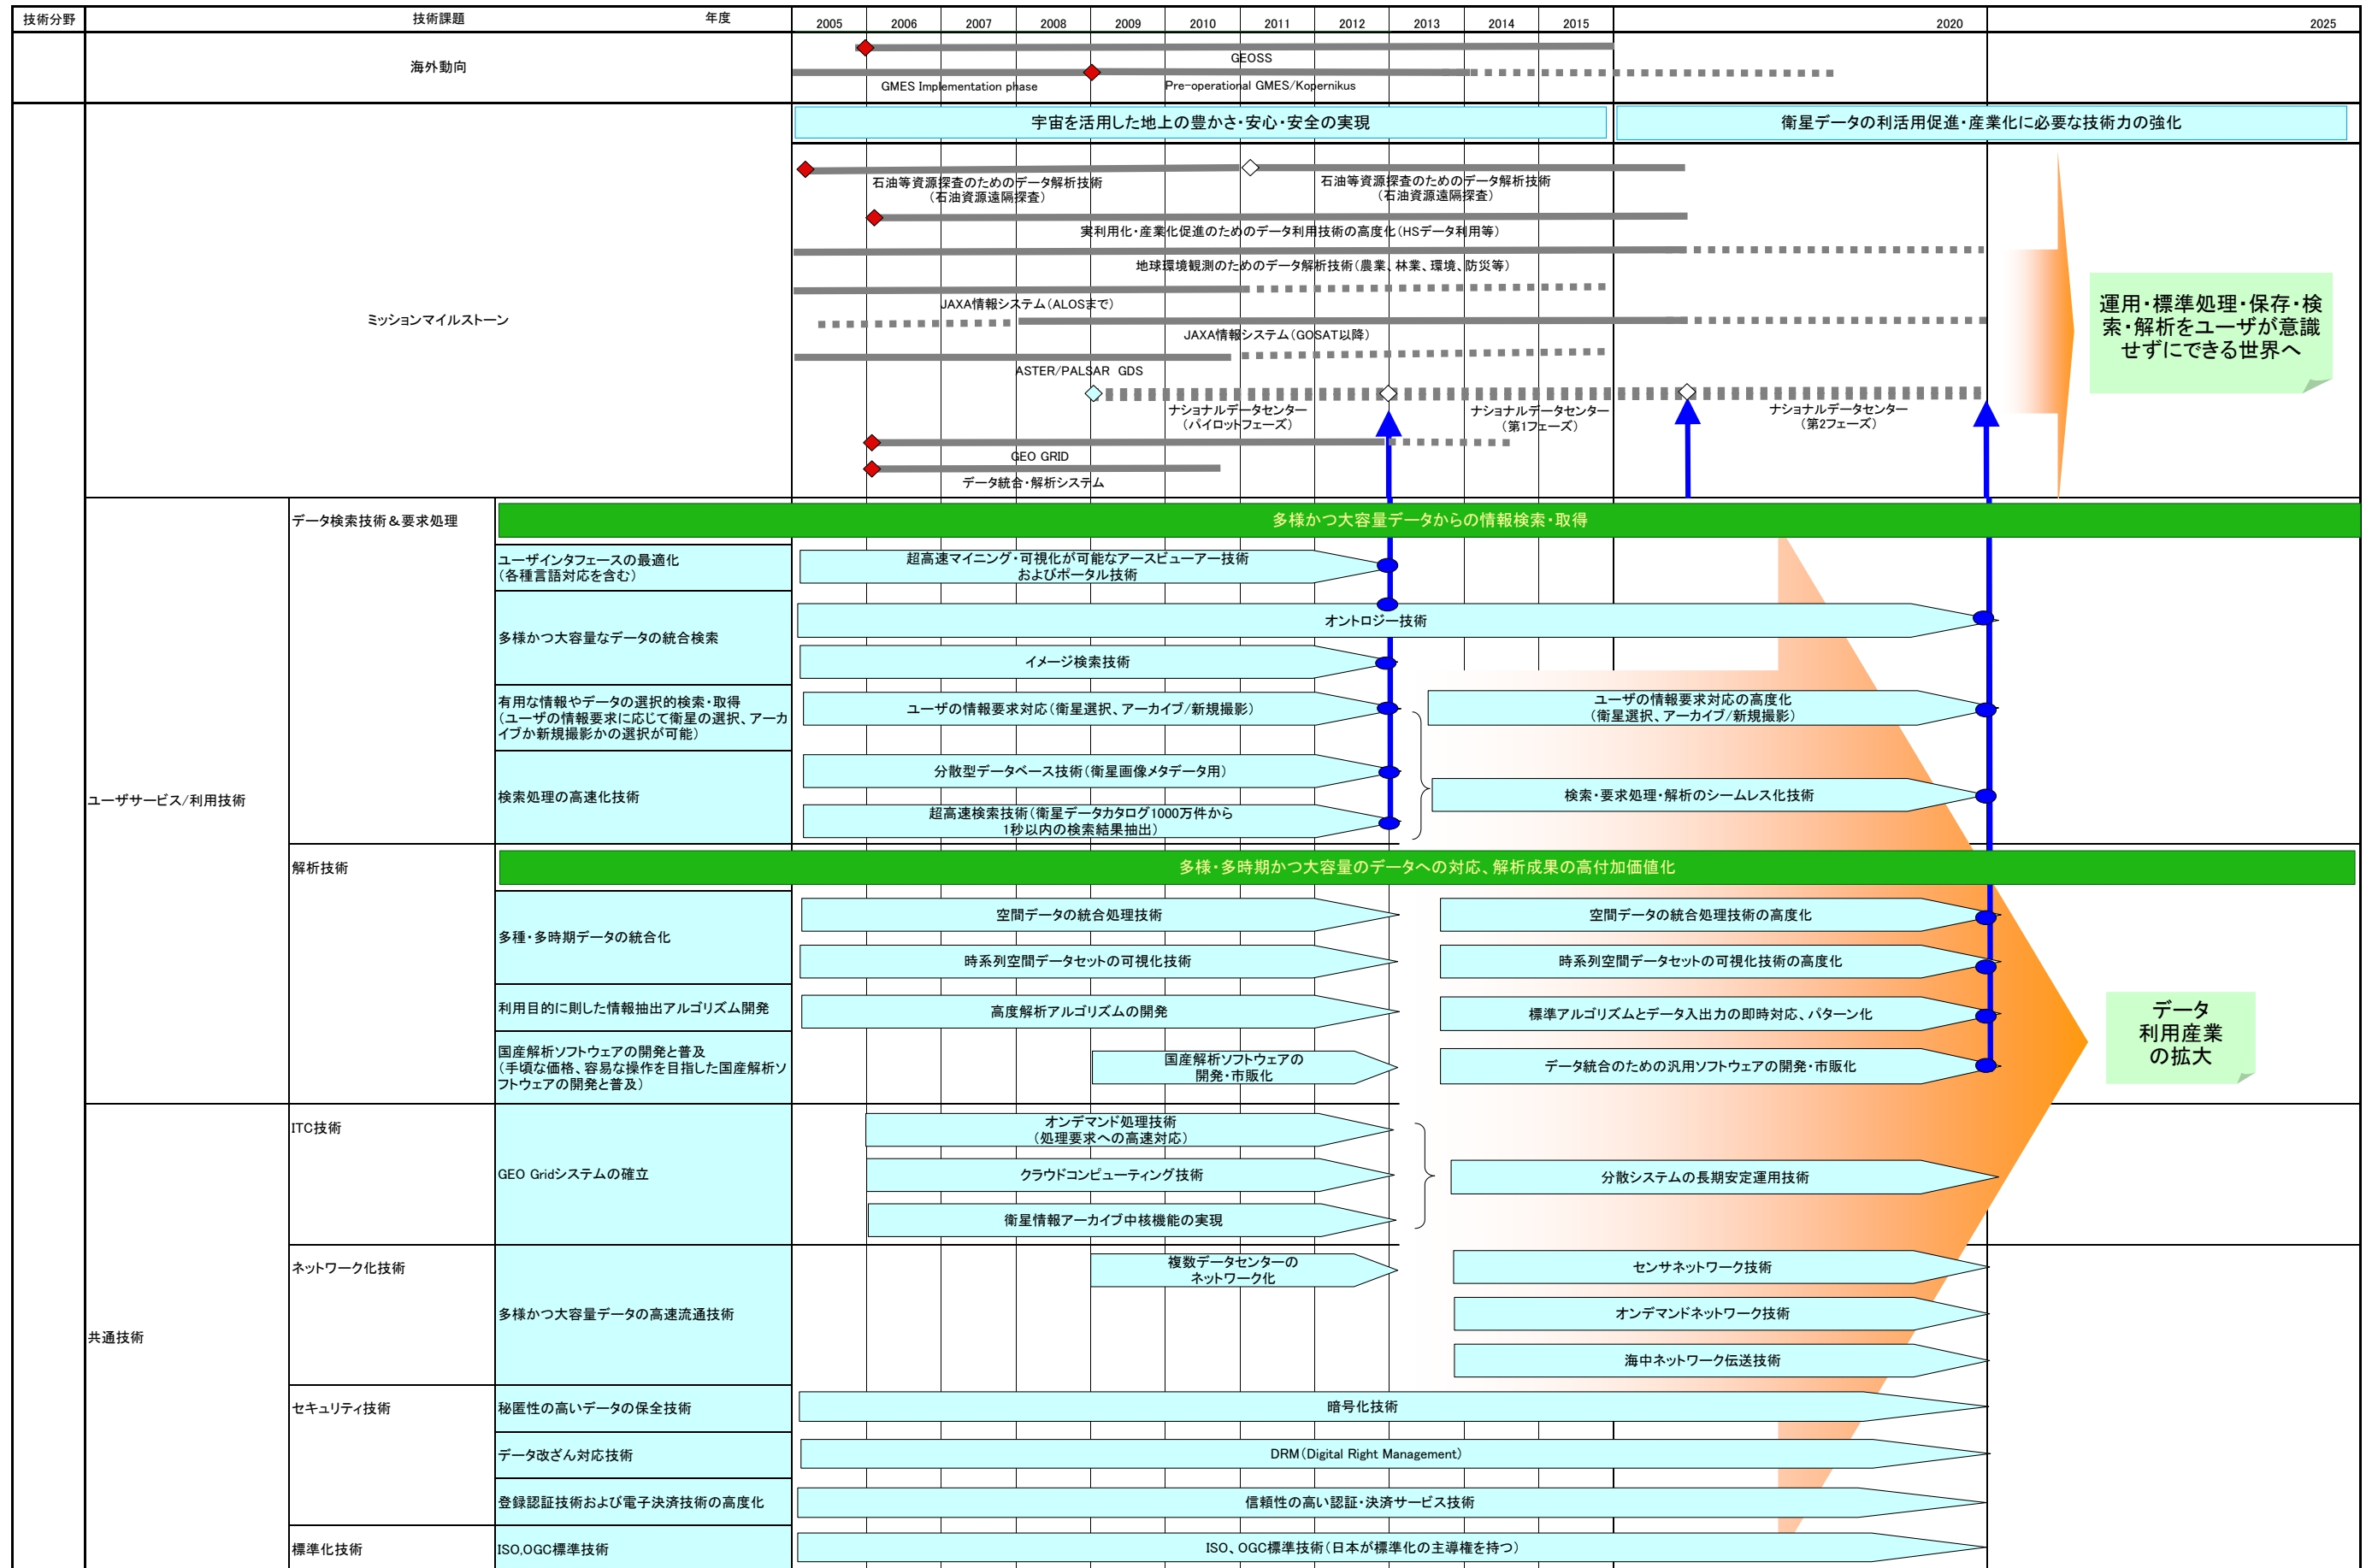 技術分野
技術課題
年度
2005
2006
2007
2008
2009
2010
2011
2012
2013
2014
2015
2020
2025
海外動向
GEOSS
GMES Implementation phase
Pre-operational GMES/Kopernikus
宇宙を活用した地上の豊かさ・安心・安全の実現
衛星データの利活用促進・産業化に必要な技術力の強化
ミッションマイルストーン
石油等資源探査のためのデータ解析技術
（石油資源遠隔探査）
石油等資源探査のためのデータ解析技術
（石油資源遠隔探査）
実利用化・産業化促進のためのデータ利用技術の高度化（HSデータ利用等）
地球環境観測のためのデータ解析技術（農業、林業、環境、防災等）
JAXA情報システム（ALOSまで）
JAXA情報システム（GOSAT以降）
ASTER/PALSAR GDS
ナショナルデータセンター
（パイロットフェーズ）
ナショナルデータセンター
（第1フェーズ）
ナショナルデータセンター
（第2フェーズ）
GEO GRID
データ統合・解析システム
運用・標準処理・保存・検
索・解析をユーザが意識
せずにできる世界へ
ユーザサービス/利用技術
データ検索技術＆要求処理
多様かつ大容量データからの情報検索・取得
ユーザインタフェースの最適化
（各種言語対応を含む）
超高速マイニング・可視化が可能なアースビューアー技術
およびポータル技術
多様かつ大容量なデータの統合検索
オントロジー技術
イメージ検索技術
有用な情報やデータの選択的検索・取得
（ユーザの情報要求に応じて衛星の選択、アーカ
イブか新規撮影かの選択が可能）
ユーザの情報要求対応（衛星選択、アーカイブ/新規撮影）
ユーザの情報要求対応の高度化
（衛星選択、アーカイブ/新規撮影）
検索処理の高速化技術
分散型データベース技術（衛星画像メタデータ用）
超高速検索技術（衛星データカタログ1000万件から
1秒以内の検索結果抽出）
検索・要求処理・解析のシームレス化技術
解析技術
多様・多時期かつ大容量のデータへの対応、解析成果の高付加価値化
多種・多時期データの統合化
空間データの統合処理技術
空間データの統合処理技術の高度化
時系列空間データセットの可視化技術
時系列空間データセットの可視化技術の高度化
利用目的に則した情報抽出アルゴリズム開発
高度解析アルゴリズムの開発
標準アルゴリズムとデータ入出力の即時対応、パターン化
国産解析ソフトウェアの開発と普及
（手頃な価格、容易な操作を目指した国産解析ソ
フトウェアの開発と普及）
国産解析ソフトウェアの
開発・市販化
データ統合のための汎用ソフトウェアの開発・市販化
データ
利用産業
の拡大
共通技術
ITC技術
GEO Gridシステムの確立
オンデマンド処理技術
（処理要求への高速対応）
クラウドコンピューティング技術
衛星情報アーカイブ中核機能の実現
分散システムの長期安定運用技術
ネットワーク化技術
多様かつ大容量データの高速流通技術
複数データセンターの
ネットワーク化
センサネットワーク技術
オンデマンドネットワーク技術
海中ネットワーク伝送技術
セキュリティ技術
秘匿性の高いデータの保全技術
暗号化技術
データ改ざん対応技術
DRM（Digital Right Management）
登録認証技術および電子決済技術の高度化
信頼性の高い認証・決済サービス技術
標準化技術
ISO,OGC標準技術
ISO、OGC標準技術（日本が標準化の主導権を持つ）